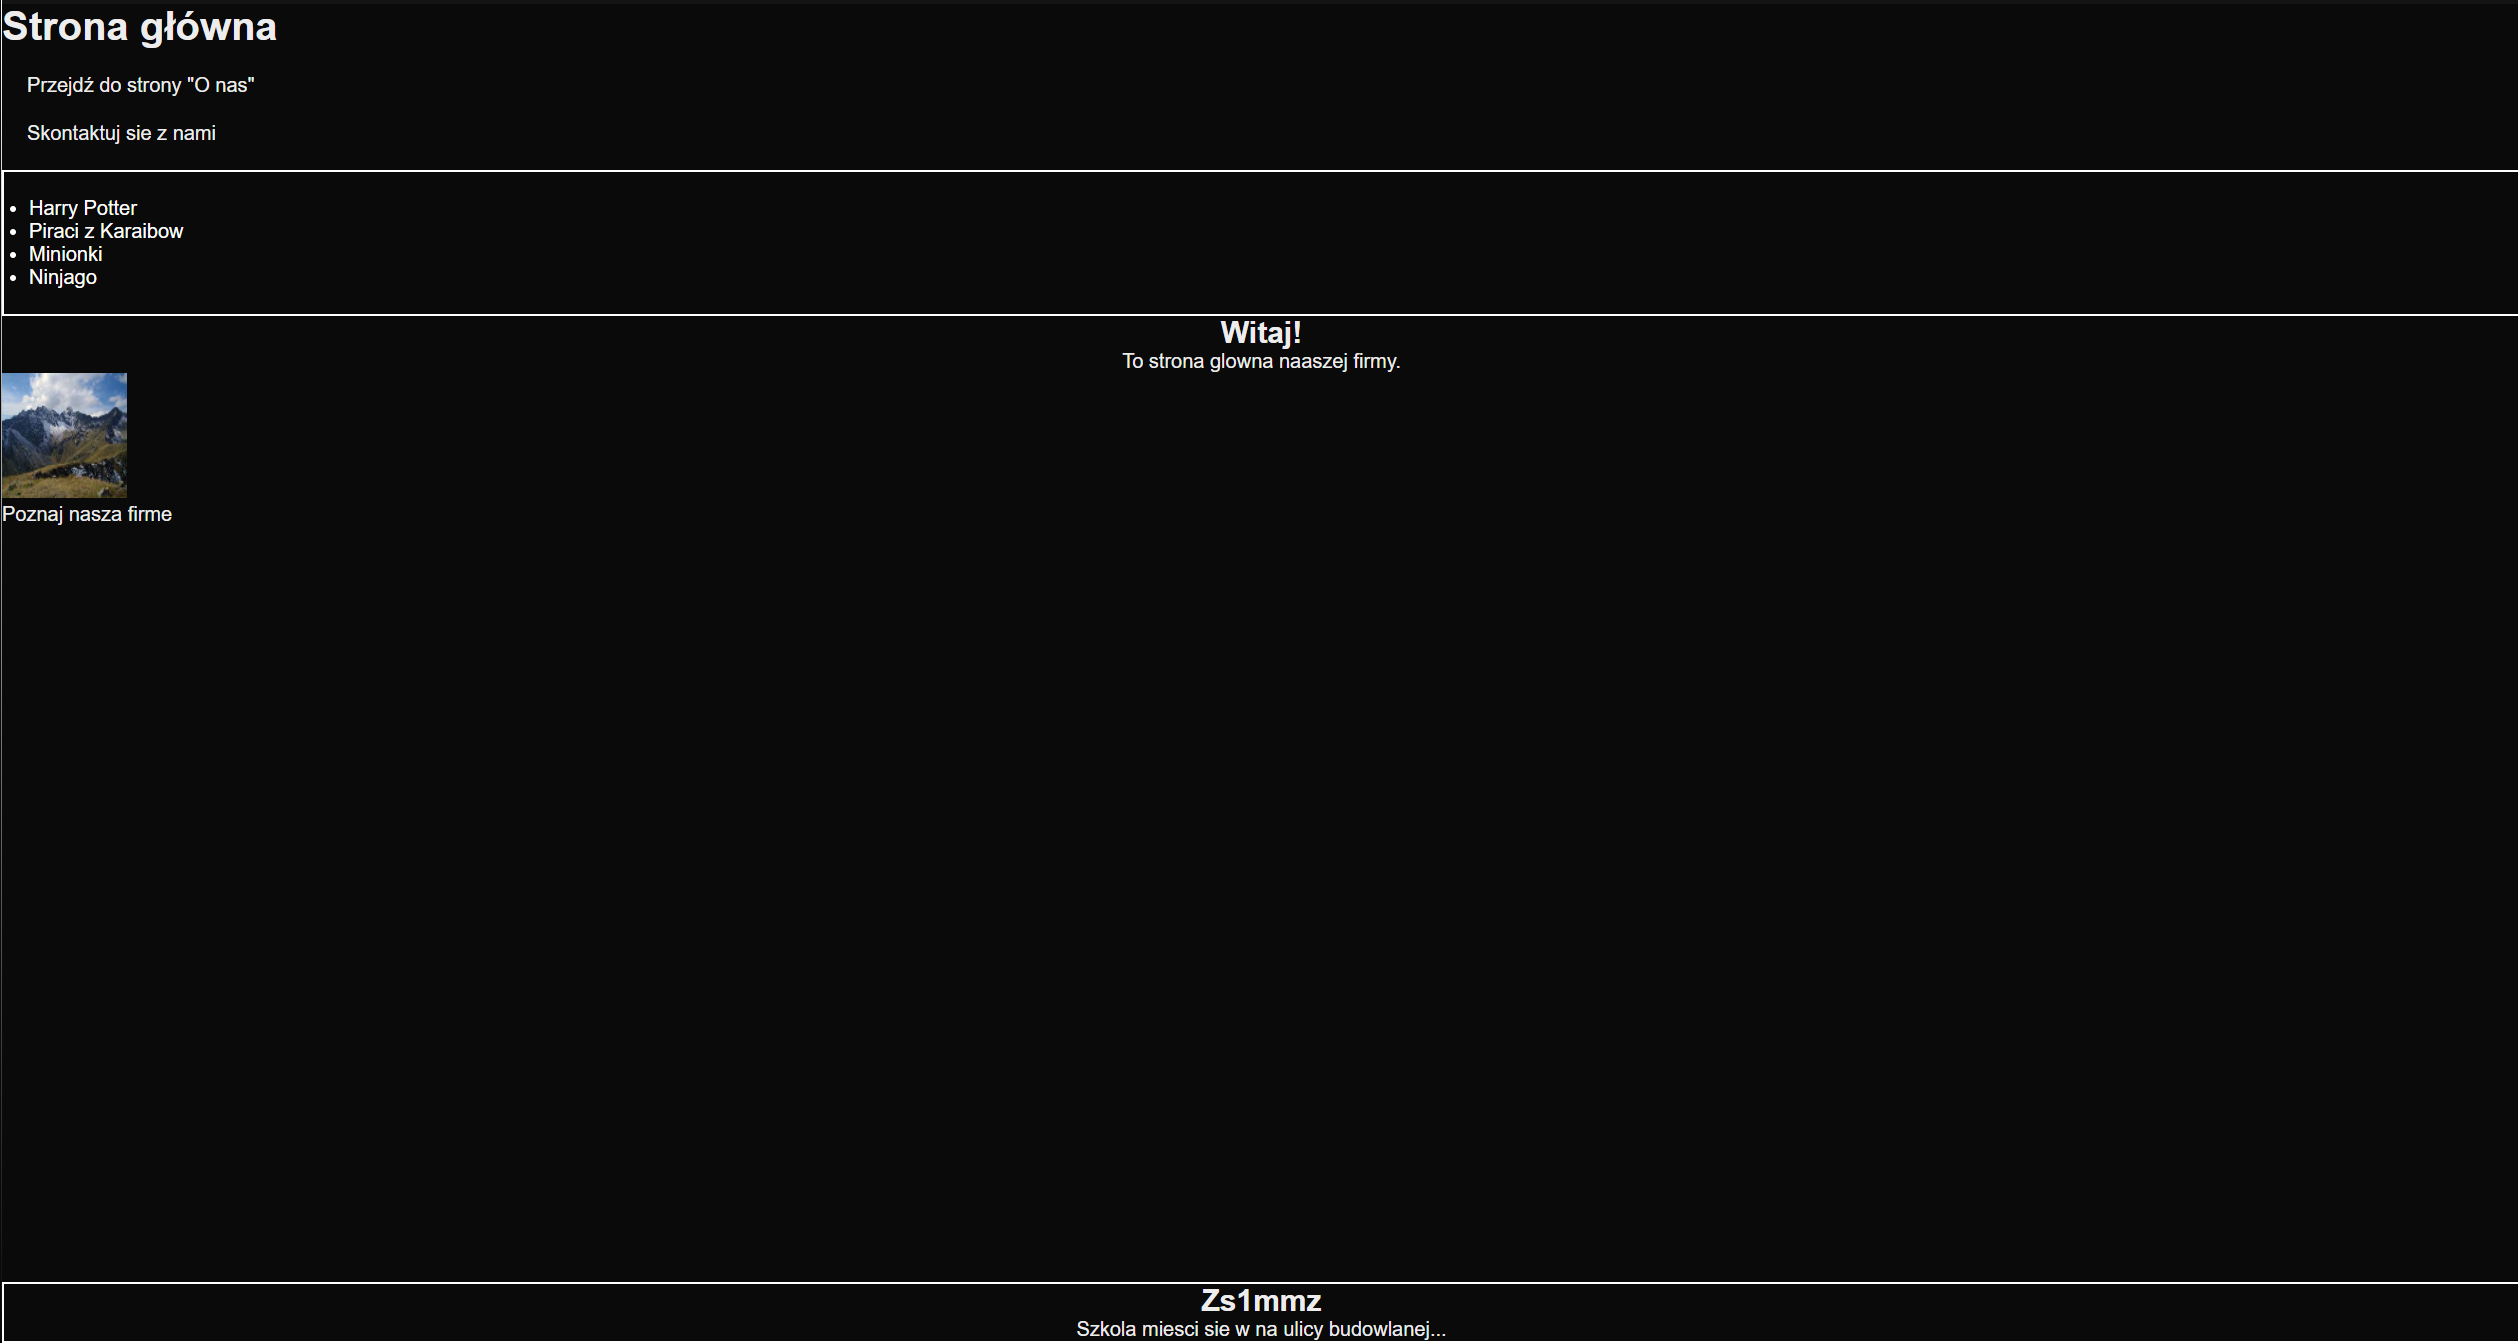 Strona główna
Przejdź do strony "O nas"
Skontaktuj sie z nami
Harry Potter
Piraci z Karaibow
Minionki
Ninjago
Witaj!
To strona glowna naaszej firmy.
Poznaj nasza firme
Zs1mmz
Szkola miesci sie w na ulicy budowlanej...